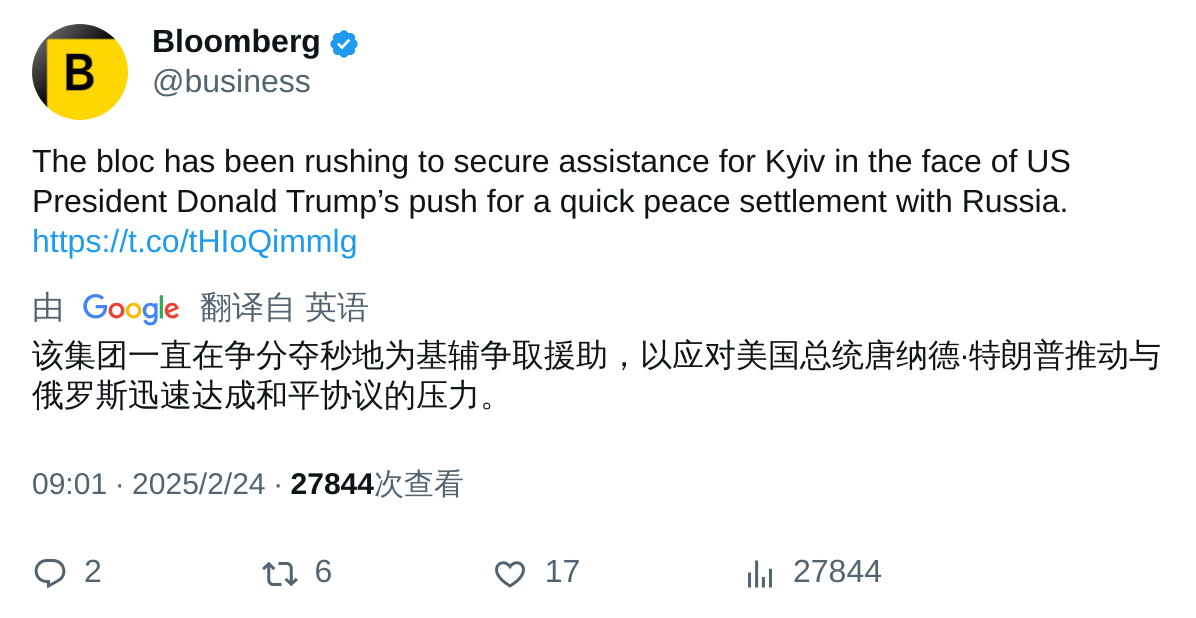 B
Bloomberg
@business
The bloc has been rushing to secure assistance for Kyiv in the face of US
President Donald Trump’s push for a quick peace settlement with Russia.
https://t.co/tHIoQimmlg
由 Google 翻译自 英语
该集团一直在争分夺秒地为基辅争取援助，以应对美国总统唐纳德·特朗普推动与
俄罗斯迅速达成和平协议的压力。
09:01 · 2025/2/24 · 27844次查看
2 6 17 27844